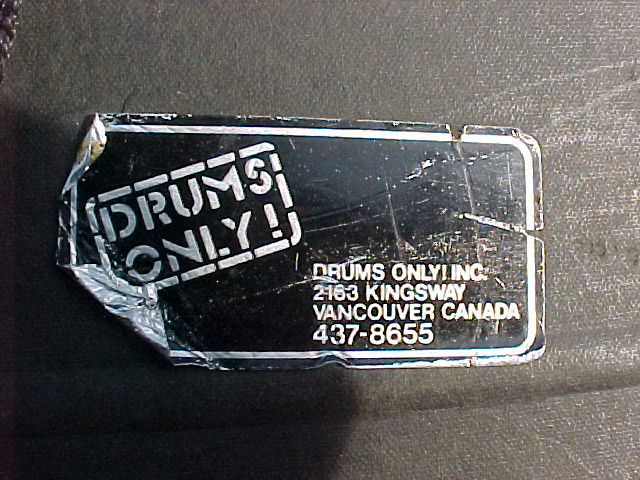 DRUMS
ONLY!
DRUMS ONLY! INC.
2163 KINGSWAY
VANCOUVER CANADA
437-8655